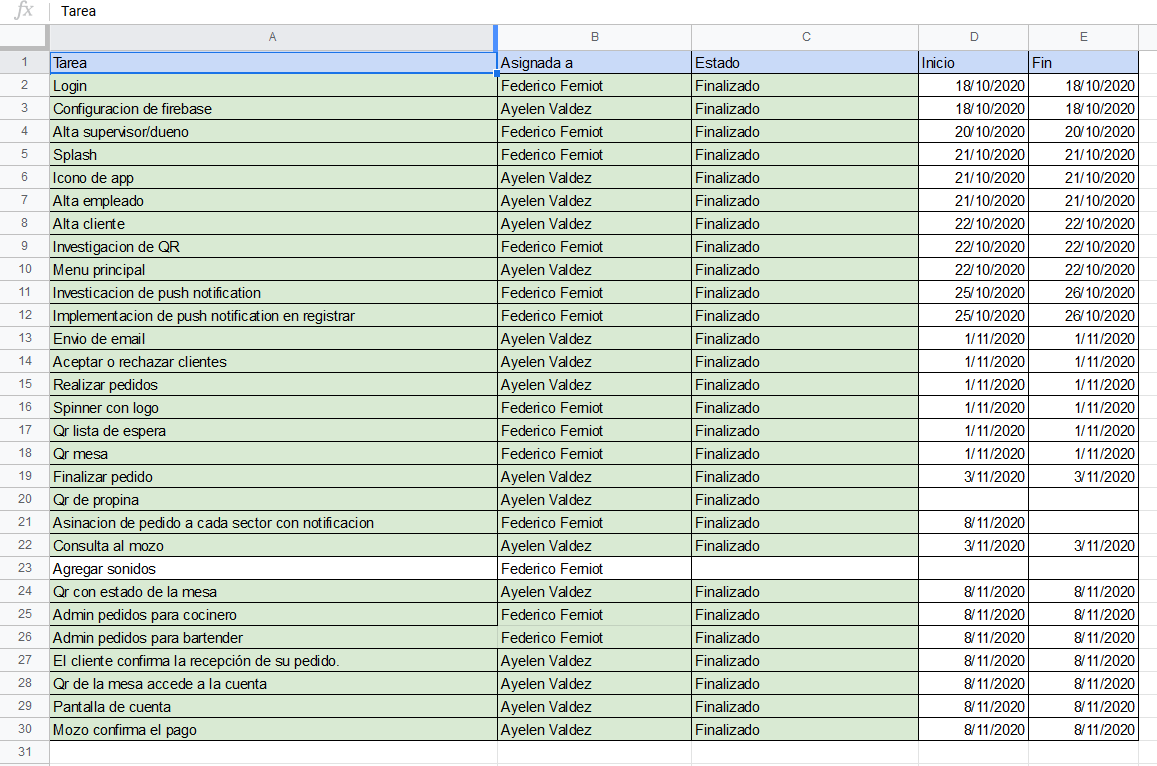 fx Tarea
A B C D E
1 Tarea Asignada a Estado Inicio Fin
2 Login Federico Ferniot Finalizado 18/10/2020 18/10/2020
3 Configuracion de firebase Ayelen Valdez Finalizado 18/10/2020 18/10/2020
4 Alta supervisor/dueno Federico Ferniot Finalizado 20/10/2020 20/10/2020
5 Splash Federico Ferniot Finalizado 21/10/2020 21/10/2020
6 Icono de app Ayelen Valdez Finalizado 21/10/2020 21/10/2020
7 Alta empleado Ayelen Valdez Finalizado 21/10/2020 21/10/2020
8 Alta cliente Ayelen Valdez Finalizado 22/10/2020 22/10/2020
9 Investigacion de QR Federico Ferniot Finalizado 22/10/2020 22/10/2020
10 Menu principal Ayelen Valdez Finalizado 22/10/2020 22/10/2020
11 Investicacion de push notification Federico Ferniot Finalizado 25/10/2020 26/10/2020
12 Implementacion de push notification en registrar Federico Ferniot Finalizado 25/10/2020 26/10/2020
13 Envio de email Ayelen Valdez Finalizado 1/11/2020 1/11/2020
14 Aceptar o rechazar clientes Ayelen Valdez Finalizado 1/11/2020 1/11/2020
15 Realizar pedidos Ayelen Valdez Finalizado 1/11/2020 1/11/2020
16 Spinner con logo Federico Ferniot Finalizado 1/11/2020 1/11/2020
17 Qr lista de espera Federico Ferniot Finalizado 1/11/2020 1/11/2020
18 Qr mesa Federico Ferniot Finalizado 1/11/2020 1/11/2020
19 Finalizar pedido Ayelen Valdez Finalizado 3/11/2020 3/11/2020
20 Qr de propina Ayelen Valdez Finalizado
21 Asinacion de pedido a cada sector con notificacion Federico Ferniot Finalizado 8/11/2020
22 Consulta al mozo Ayelen Valdez Finalizado 3/11/2020 3/11/2020
23 Agregar sonidos Federico Ferniot
24 Qr con estado de la mesa Ayelen Valdez Finalizado 8/11/2020 8/11/2020
25 Admin pedidos para cocinero Federico Ferniot Finalizado 8/11/2020 8/11/2020
26 Admin pedidos para bartender Federico Ferniot Finalizado 8/11/2020 8/11/2020
27 El cliente confirma la recepción de su pedido. Ayelen Valdez Finalizado 8/11/2020 8/11/2020
28 Qr de la mesa accede a la cuenta Ayelen Valdez Finalizado 8/11/2020 8/11/2020
29 Pantalla de cuenta Ayelen Valdez Finalizado 8/11/2020 8/11/2020
30 Mozo confirma el pago Ayelen Valdez Finalizado 8/11/2020 8/11/2020
31